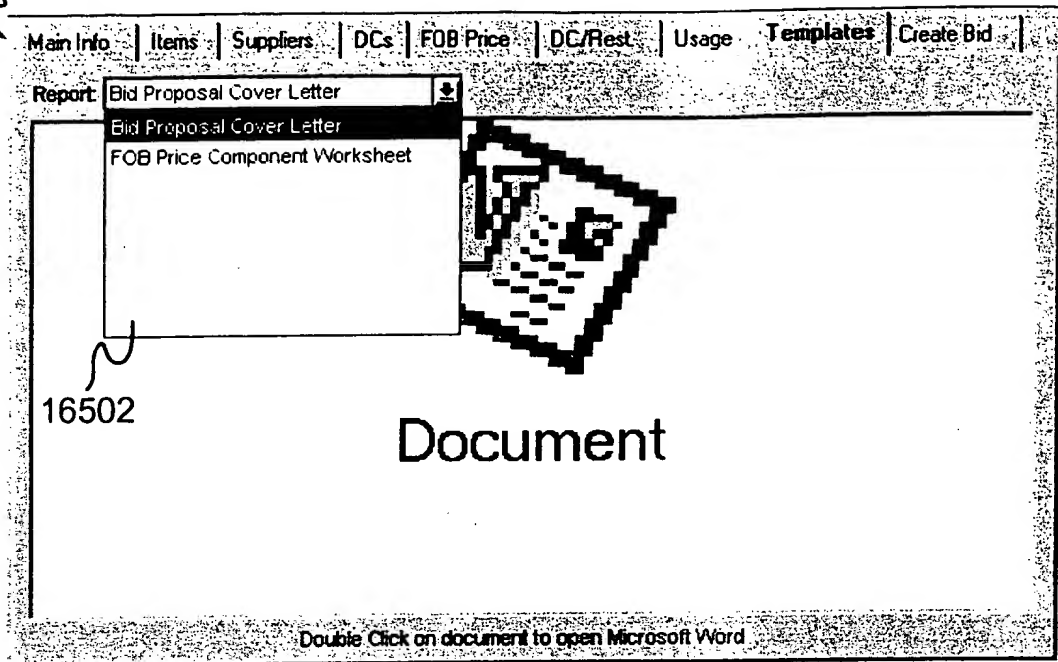 Main Info Items Suppliers DCs FOB Price DC/Rest. Usage Templates Create Bid
Report: Bid Proposal Cover Letter
Bid Proposal Cover Letter
FOB Price Component Worksheet
16502
Document
Double Click on document to open Microsoft Word